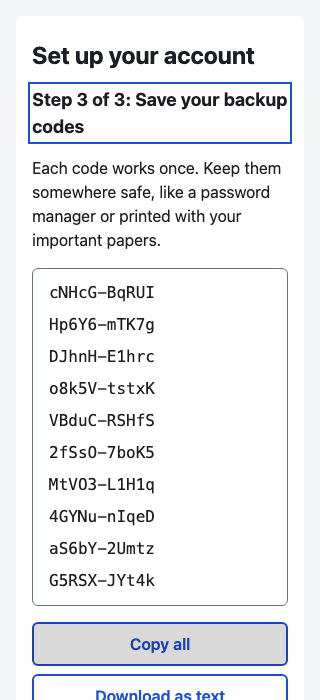 Set up your account
Step 3 of 3: Save your backup
codes
Each code works once. Keep them
somewhere safe, like a password
manager or printed with your
important papers.
cNHcG-BqRUI
Hp6Y6-mTK7g
DJhnH-E1hrc
o8k5V-tstxK
VBduC-RSHfS
2fSsO-7boK5
MtVO3-L1H1q
4GYNu-nIqeD
aS6bY-2Umtz
G5RSX-JYt4k
Copy all
Download as text